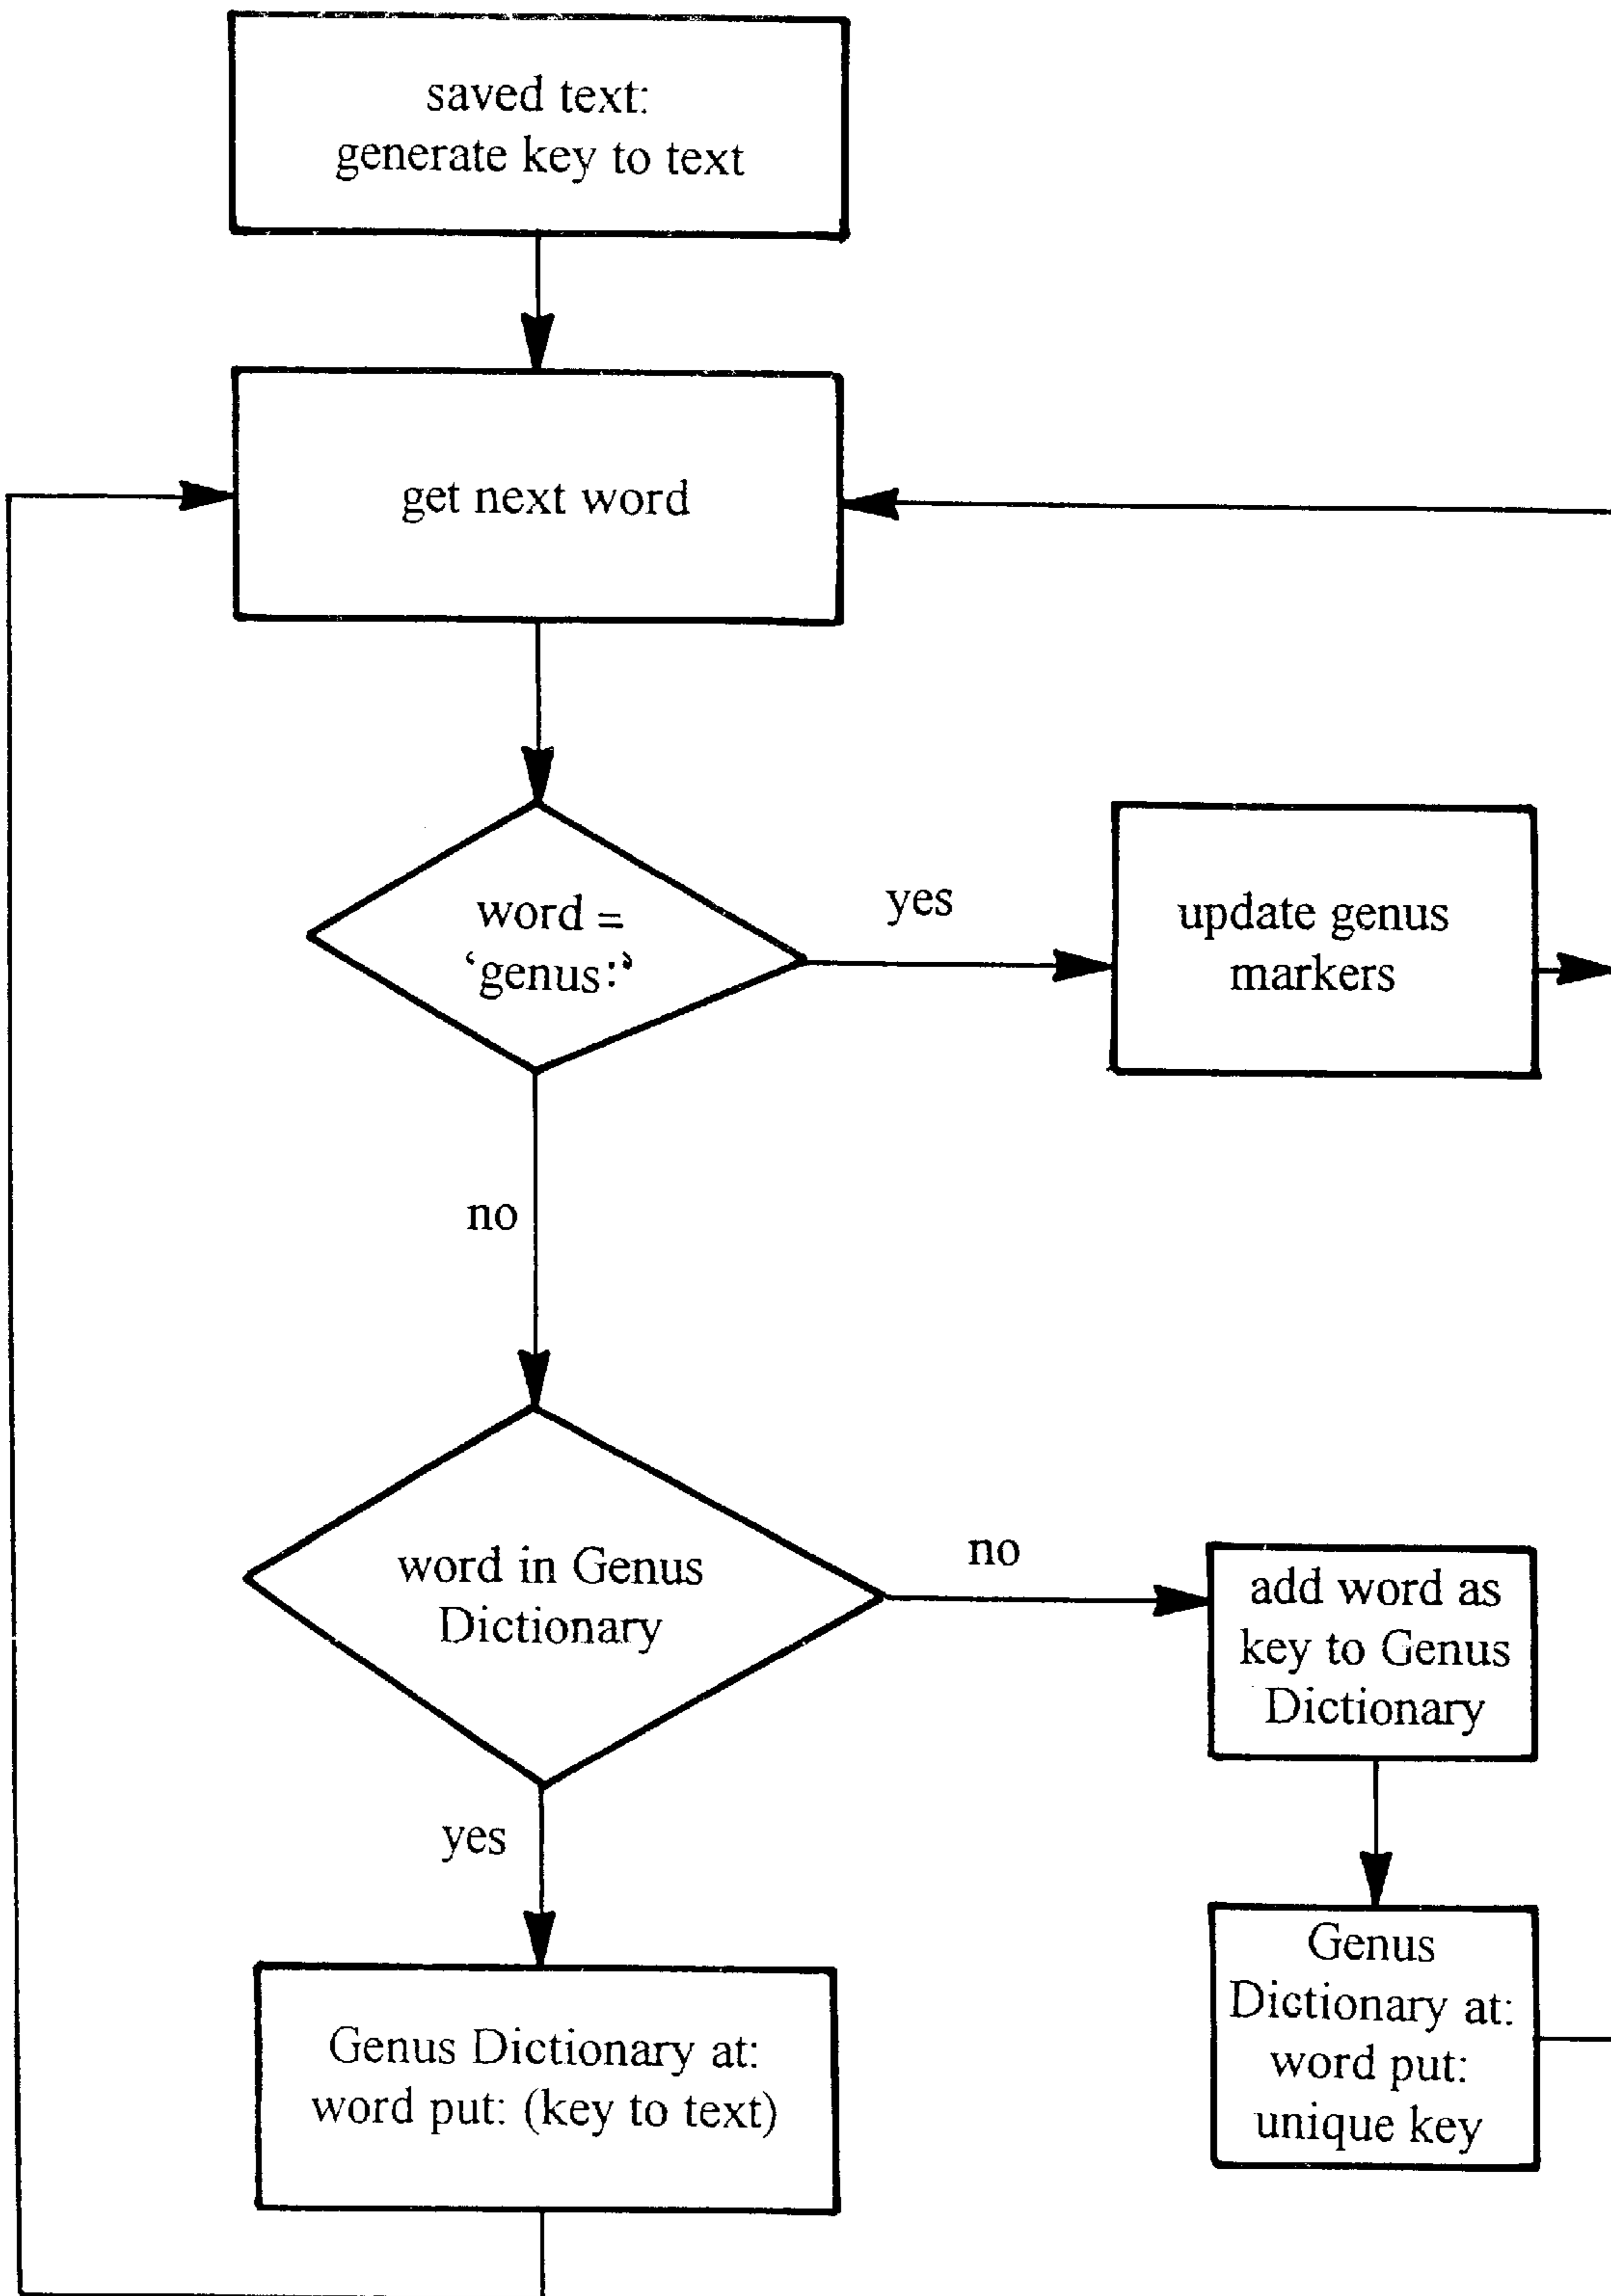 saved text:
generate key to text
get next word
word =
‘genus:’
yes
update genus
markers
no
word in Genus
Dictionary
no
add word as
key to Genus
Dictionary
yes
Genus Dictionary at:
word put: (key to text)
Genus
Dictionary at:
word put:
unique key